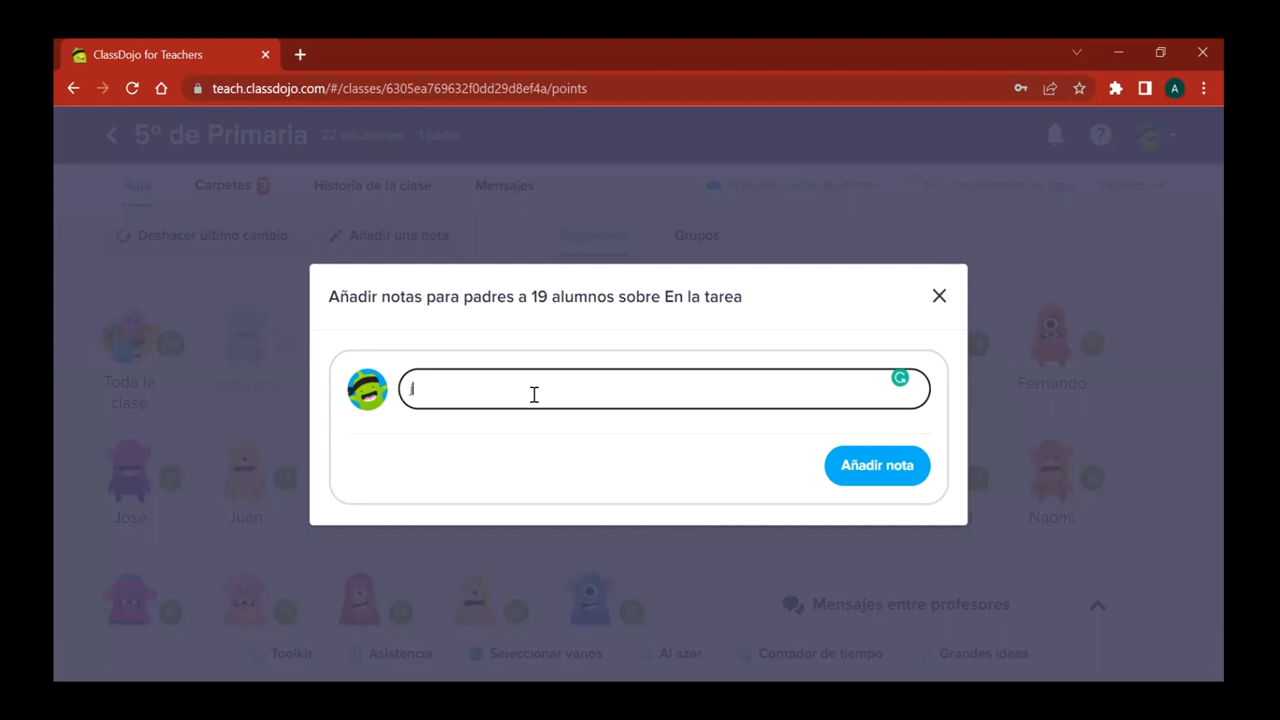 ClassDojo for Teachers
teach.classdojo.com/#/classes/6305ea769632f0dd29d8ef4a/points
A
5º de Primaria 22 estudiantes 1 padre
Aula Carpetas 3 Historia de la clase Mensajes
Deshacer último cambio Añadir una nota Grupos
Añadir notas para padres a 19 alumnos sobre En la tarea
Toda la
clase
Fernando
Añadir nota
Jose Juan Naomi
Mensajes entre profesores
Toolkit Asistencia Seleccionar varios Al azar Contador de tiempo Grandes ideas